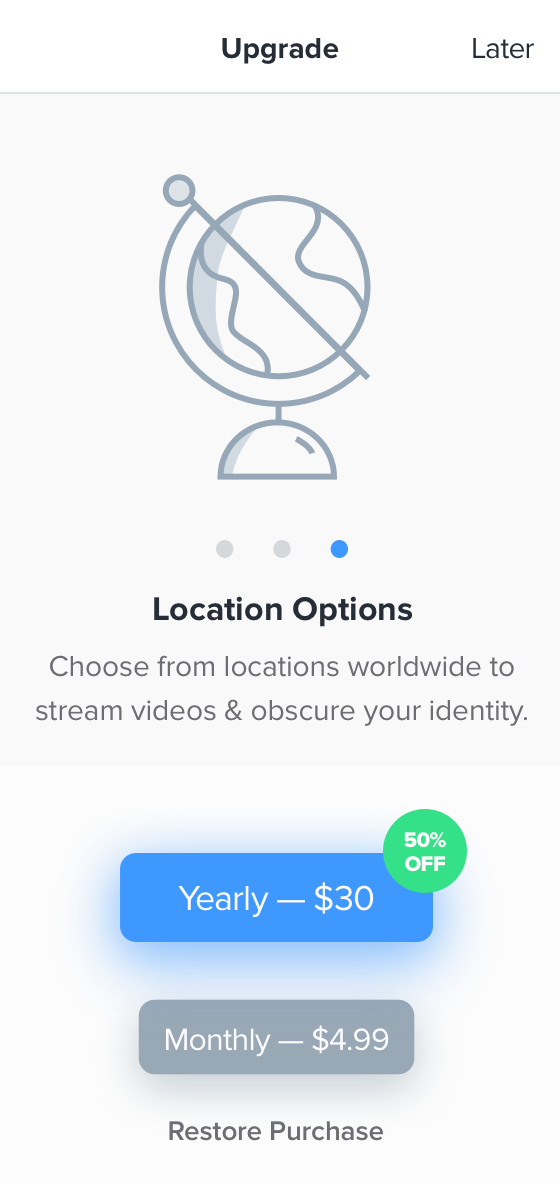 Upgrade
Later
Location Options
Choose from locations worldwide to
stream videos & obscure your identity.
50%
OFF
Yearly — $30
Monthly — $4.99
Restore Purchase